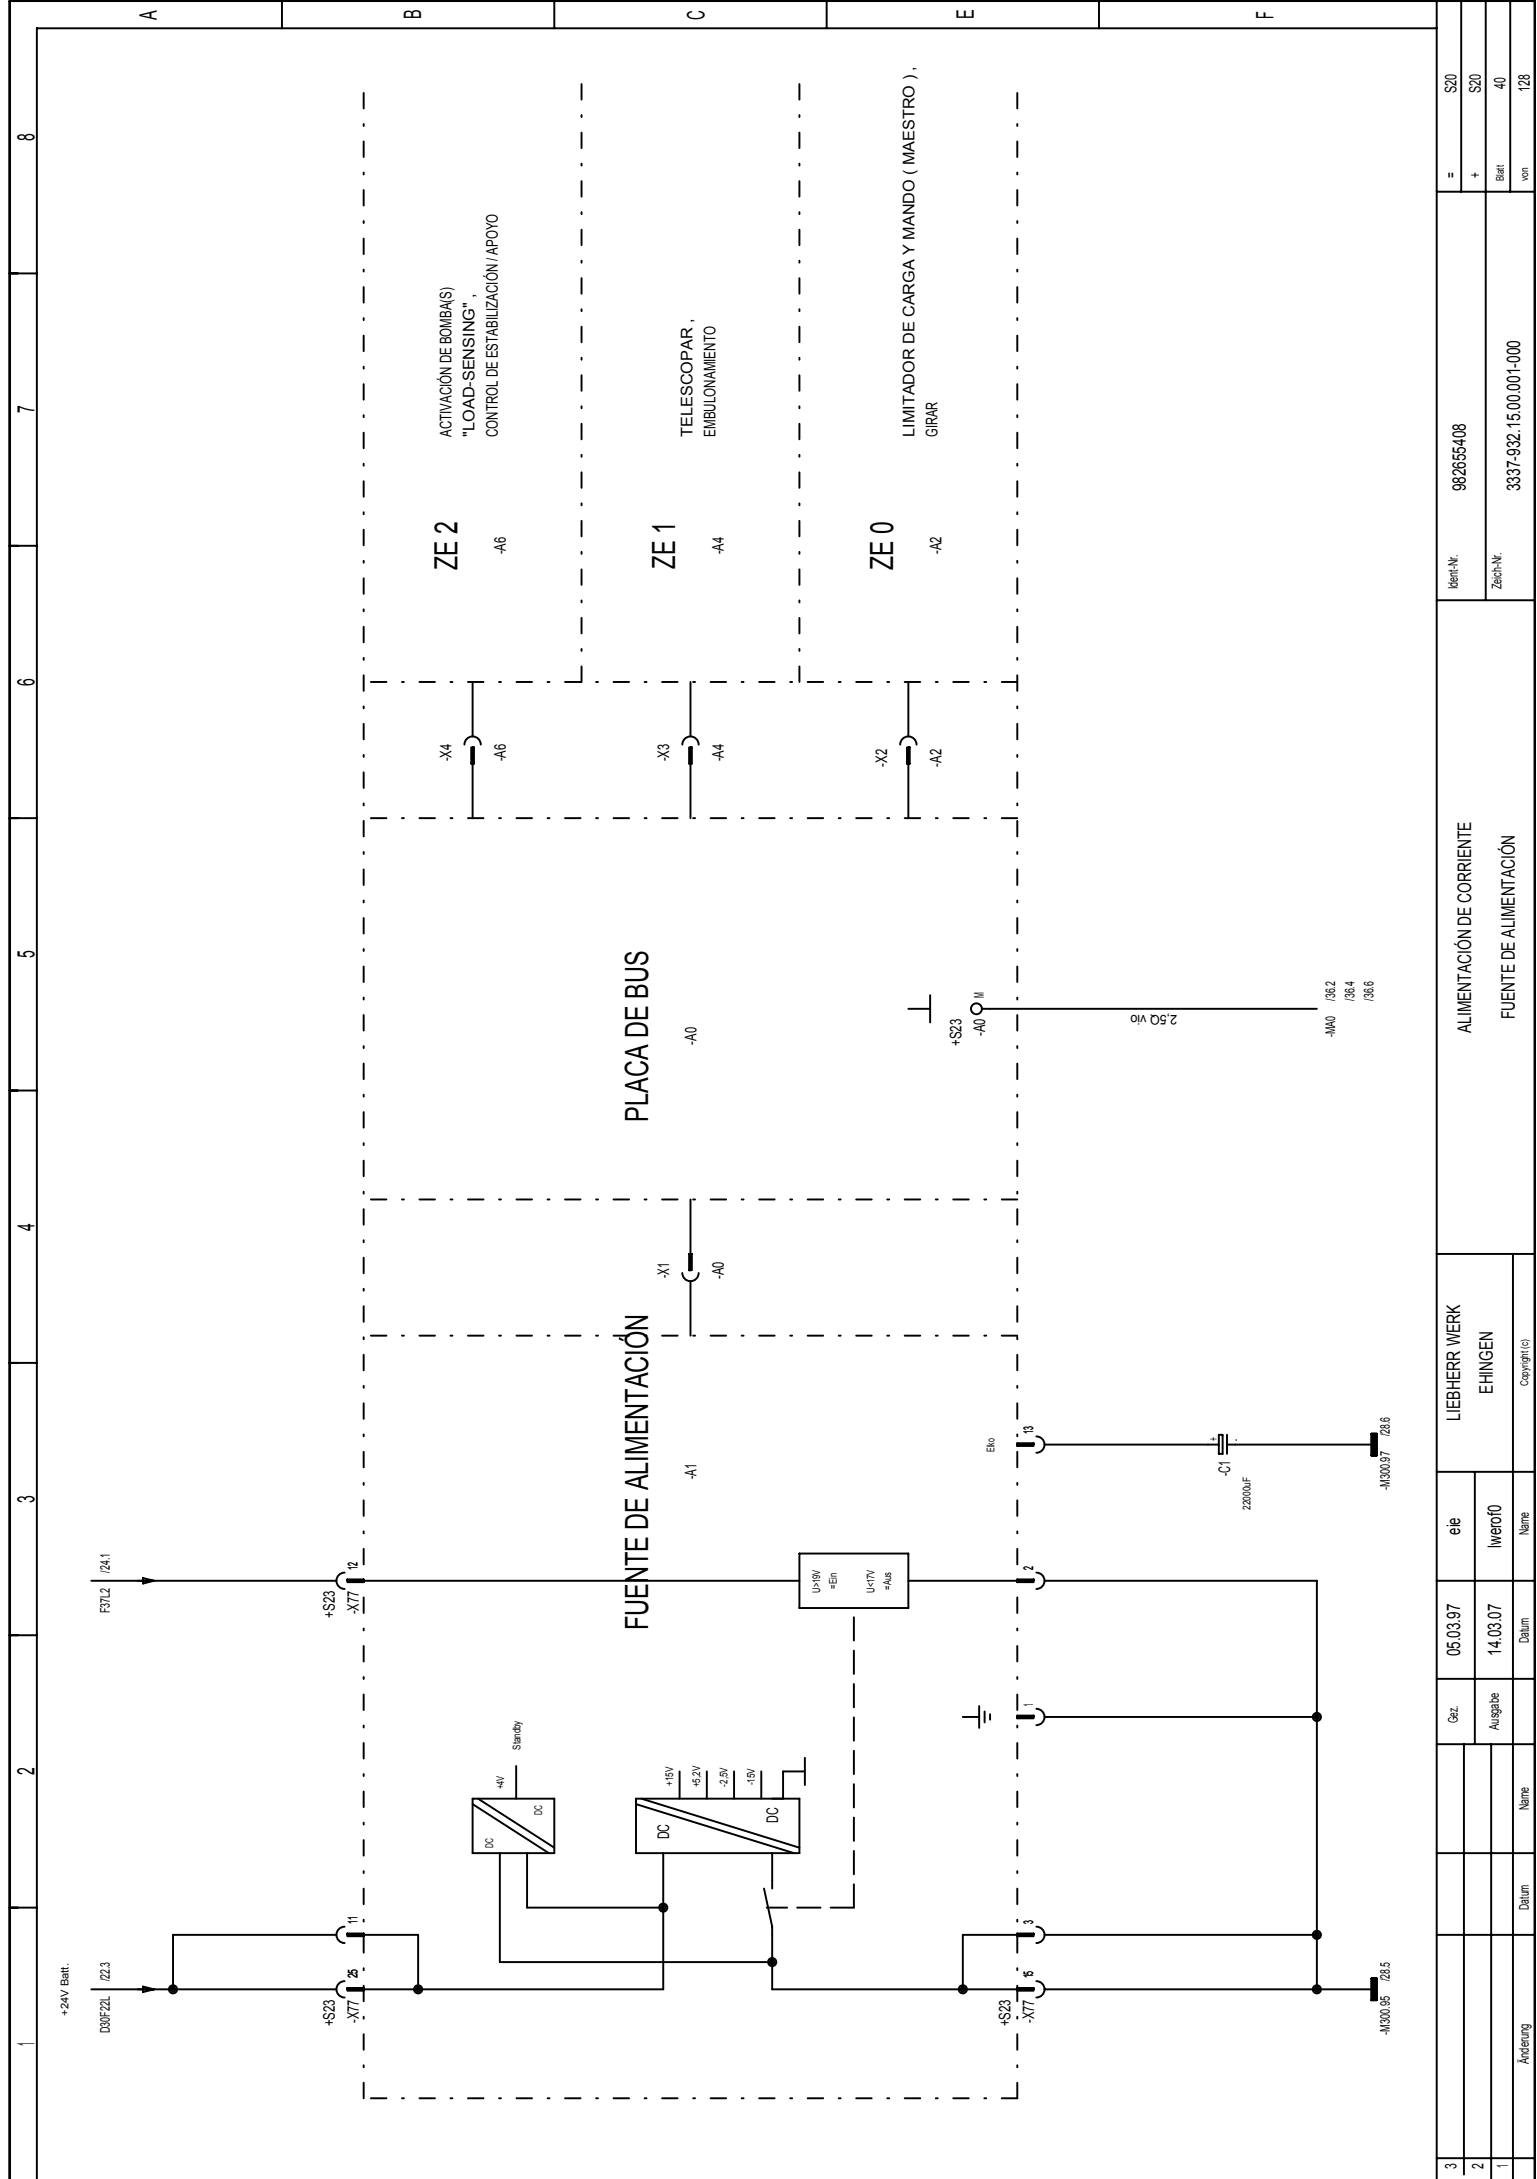 1 2 3 4 5 6 7 8
A
B
C
E
F
+24V Batt.
D30F22L /22.3
F37L2 /24.1
+S23
-X77
25
11
+S23
-X77
12
DC
DC
+4V
Standby
DC
DC
+15V
+5,2V
-2,5V
-15V
U>19V
=Ein
U<17V
=Aus
FUENTE DE ALIMENTACIÓN
-A1
-X1
-A0
PLACA DE BUS
-A0
-X4
-A6
-X3
-A4
-X2
-A2
ZE 2
-A6
ACTIVACIÓN DE BOMBA(S)
"LOAD-SENSING" ,
CONTROL DE ESTABILIZACIÓN / APOYO
ZE 1
-A4
TELESCOPAR ,
EMBULONAMIENTO
ZE 0
-A2
LIMITADOR DE CARGA Y MANDO ( MAESTRO ) ,
GIRAR
+S23
-X77
15
3
1
2
Elko
13
+S23
-A0
M
2,5Q vio
-MA0 /36.2
/36.4
/36.6
-C1
+
-
22000uF
-M300.95 /28.5
-M300.97 /28.6
3
2
1
Änderung
Datum
Name
Gez.
05.03.97
eie
Ausgabe
14.03.07
lwerof0
Datum
Name
LIEBHERR WERK
EHINGEN
Copyright (c)
ALIMENTACIÓN DE CORRIENTE
FUENTE DE ALIMENTACIÓN
Ident-Nr.
982655408
Zeich-Nr.
3337-932.15.00.001-000
= S20
+ S20
Blatt 40
von 128